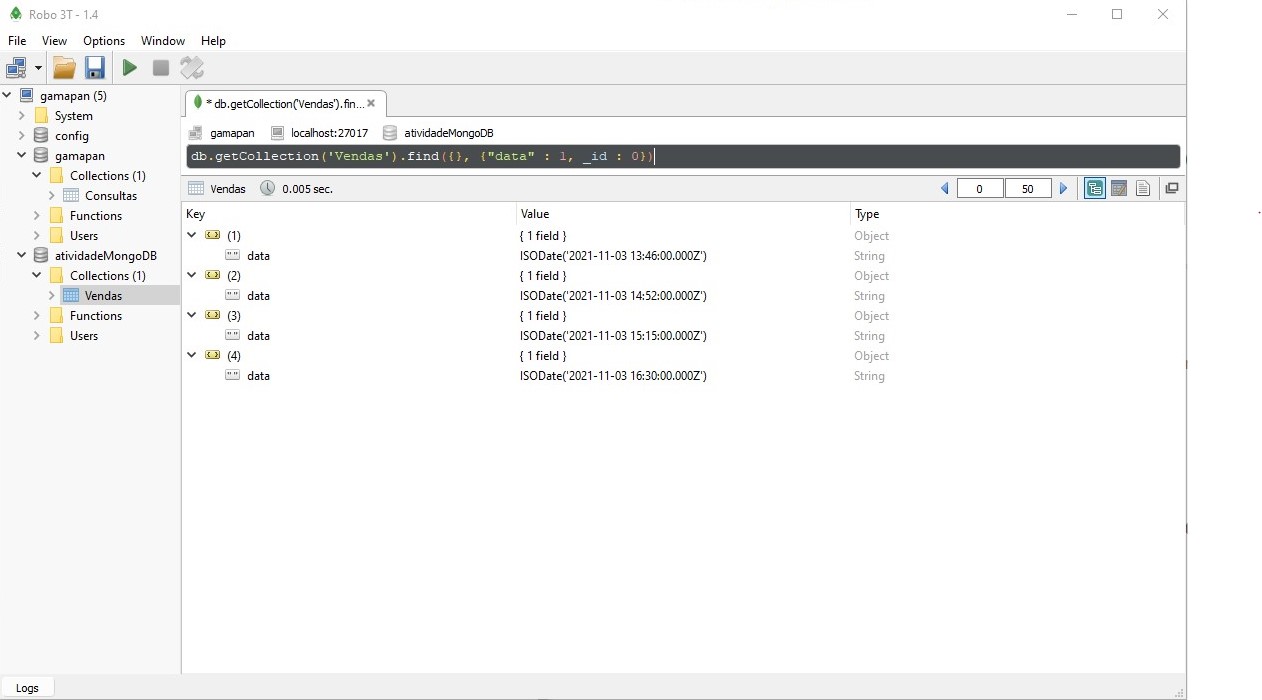 Robo 3T - 1.4
File View Options Window Help
gamapan (5)
System
config
gamapan
Collections (1)
Consultas
Functions
Users
atividadeMongoDB
Collections (1)
Vendas
Functions
Users
* db.getCollection('Vendas').fin...
gamapan localhost:27017 atividadeMongoDB
db.getCollection('Vendas').find({}, {"data" : 1, _id : 0})
Vendas 0.005 sec. 0 50
Key Value Type
(1) { 1 field } Object
data ISODate('2021-11-03 13:46:00.000Z') String
(2) { 1 field } Object
data ISODate('2021-11-03 14:52:00.000Z') String
(3) { 1 field } Object
data ISODate('2021-11-03 15:15:00.000Z') String
(4) { 1 field } Object
data ISODate('2021-11-03 16:30:00.000Z') String
Logs